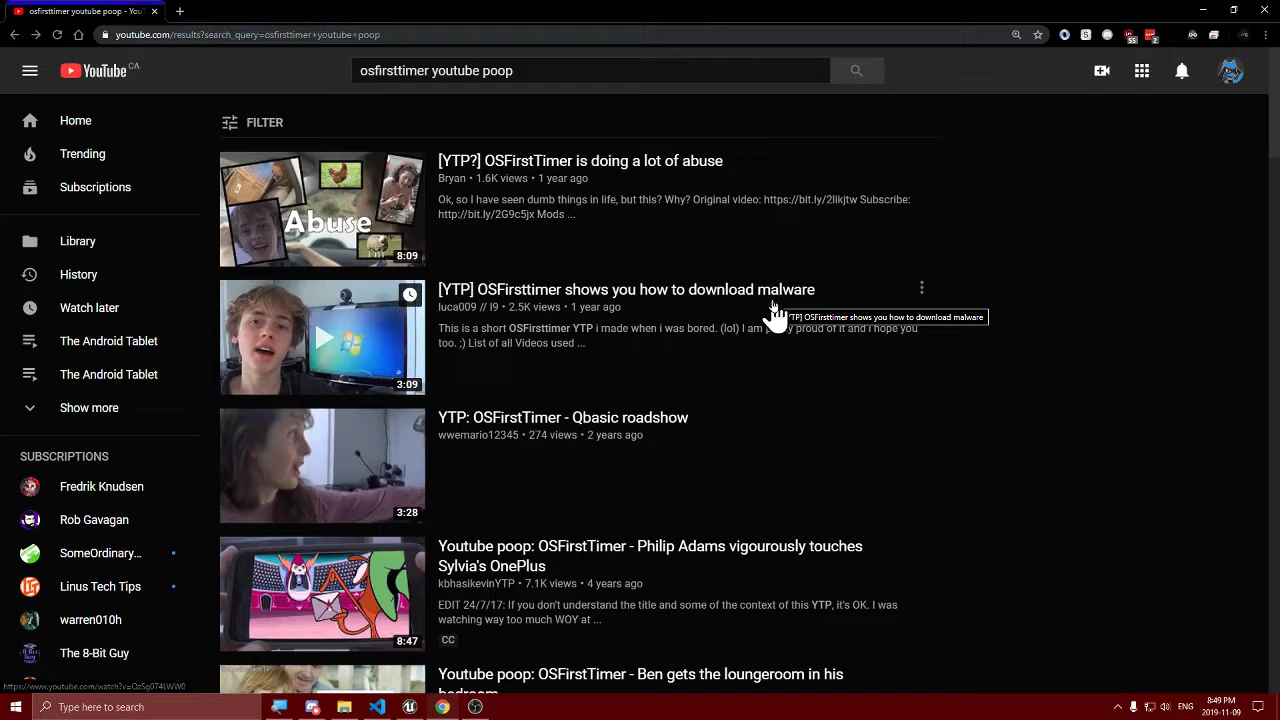 osfirsttimer youtube poop - YouT
youtube.com/results?search_query=osfirsttimer+youtube+poop
55
2
YouTube CA
osfirsttimer youtube poop
Home
Trending
Subscriptions
Library
History
Watch later
The Android Tablet
The Android Tablet
Show more
SUBSCRIPTIONS
Fredrik Knudsen
Rob Gavagan
SomeOrdinary...
Linus Tech Tips
warren010h
The 8-Bit Guy
FILTER
Abuse
8:09
[YTP?] OSFirstTimer is doing a lot of abuse
Bryan • 1.6K views • 1 year ago
Ok, so I have seen dumb things in life, but this? Why? Original video: https://bit.ly/2Iikjtw Subscribe:
http://bit.ly/2G9c5jx Mods ...
3:09
[YTP] OSFirsttimer shows you how to download malware
luca009 // l9 • 2.5K views • 1 year ago
YTP] OSFirsttimer shows you how to download malware
This is a short OSFirsttimer YTP i made when i was bored. (lol) I am proud of it and i hope you
too. ;) List of all Videos used ...
3:28
YTP: OSFirstTimer - Qbasic roadshow
wwemario12345 • 274 views • 2 years ago
8:47
Youtube poop: OSFirstTimer - Philip Adams vigourously touches
Sylvia's OnePlus
kbhasikevinYTP • 7.1K views • 4 years ago
EDIT 24/7/17: If you don't understand the title and some of the context of this YTP, it's OK. I was
watching way too much WOY at ...
CC
Youtube poop: OSFirstTimer - Ben gets the loungeroom in his
bedroom
https://www.youtube.com/watch?v=OzSg074LWW0
Type here to search
ENG
8:49 PM
2019-11-09